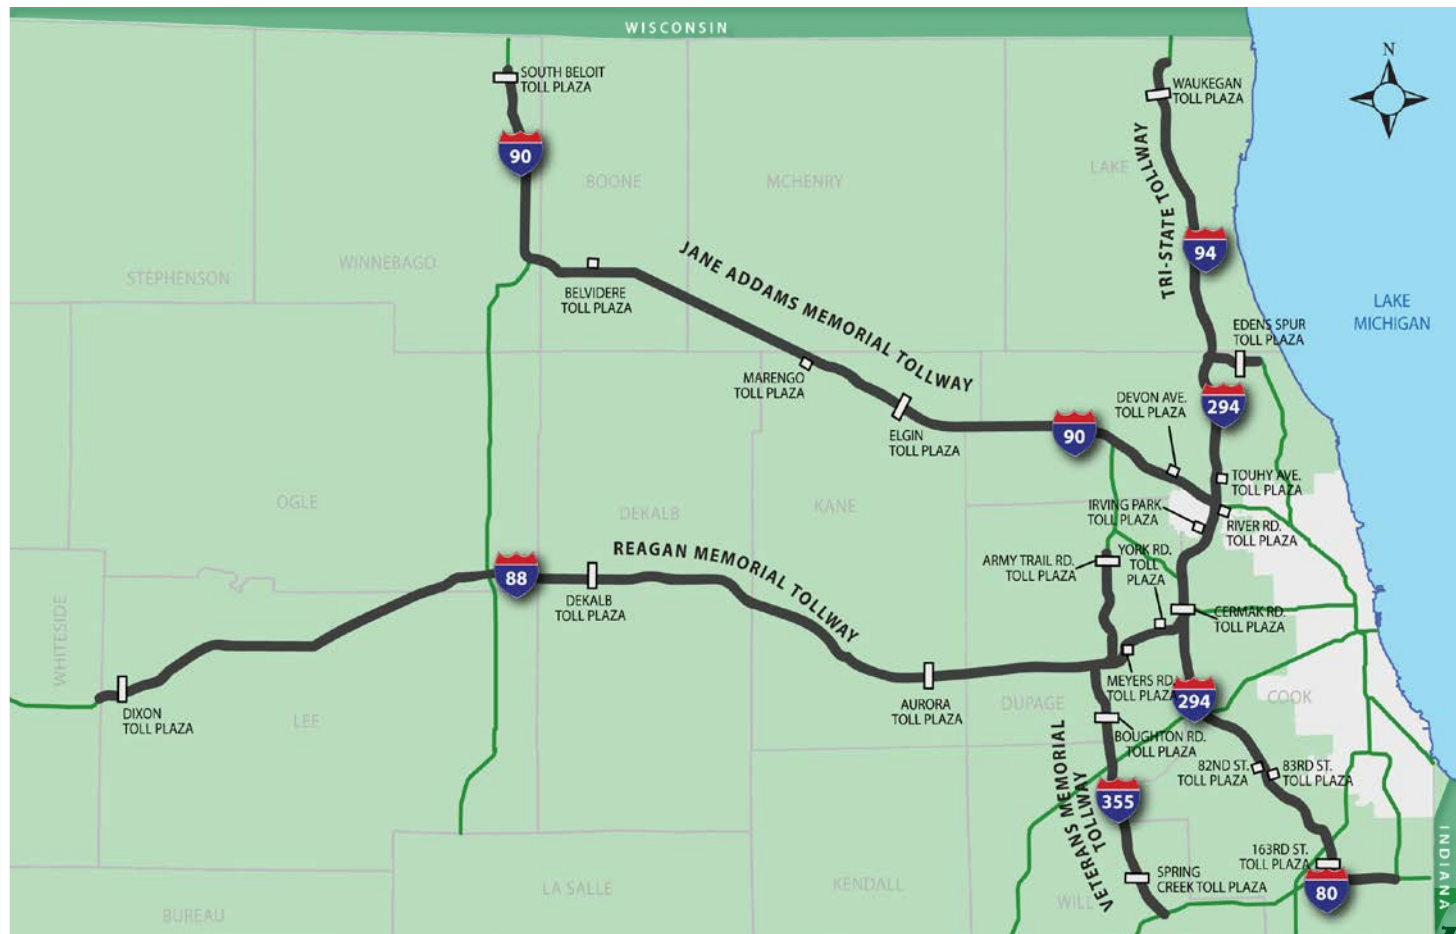 WISCONSIN
N
SOUTH BELOIT
TOLL PLAZA
WAUKEGAN
TOLL PLAZA
90
BOONE
MCHENRY
LAKE
TRI-STATE TOLLWAY
94
STEPHENSON
WINNEBAGO
JANE ADDAMS MEMORIAL TOLLWAY
BELVIDERE
TOLL PLAZA
LAKE
MICHIGAN
EDENS SPUR
TOLL PLAZA
MARENGO
TOLL PLAZA
DEVON AVE.
TOLL PLAZA
294
ELGIN
TOLL PLAZA
90
TOUHY AVE.
TOLL PLAZA
OGLE
DEKALB
KANE
IRVING PARK
TOLL PLAZA
RIVER RD.
TOLL PLAZA
REAGAN MEMORIAL TOLLWAY
ARMY TRAIL RD.
TOLL PLAZA
YORK RD.
TOLL
PLAZA
88
DEKALB
TOLL PLAZA
CERMAK RD.
TOLL PLAZA
WHITESIDE
DIXON
TOLL PLAZA
LEE
AURORA
TOLL PLAZA
DUPAGE
MEYERS RD.
TOLL PLAZA
294
COOK
BOUGHTON RD.
TOLL PLAZA
VETERANS MEMORIAL
TOLLWAY
82ND ST.
TOLL PLAZA
83RD ST.
TOLL PLAZA
355
163RD ST.
TOLL PLAZA
INDIANA
SPRING
CREEK TOLL PLAZA
80
LA SALLE
KENDALL
WILL
BUREAU